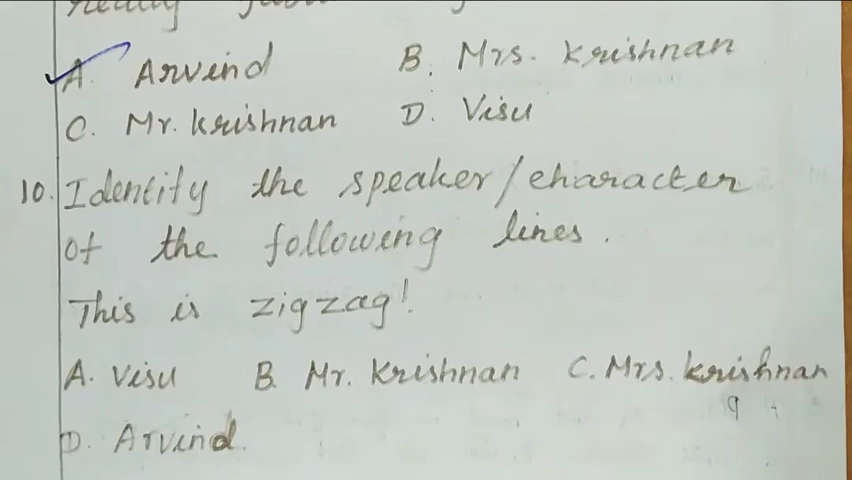 A. Arvind B. Mrs. Krishnan
C. Mr. Krishnan D. Visu
10. Identify the speaker/character
of the following lines.
This is zigzag!
A. Visu B. Mr. Krishnan C. Mrs. Krishnan
D. Arvind